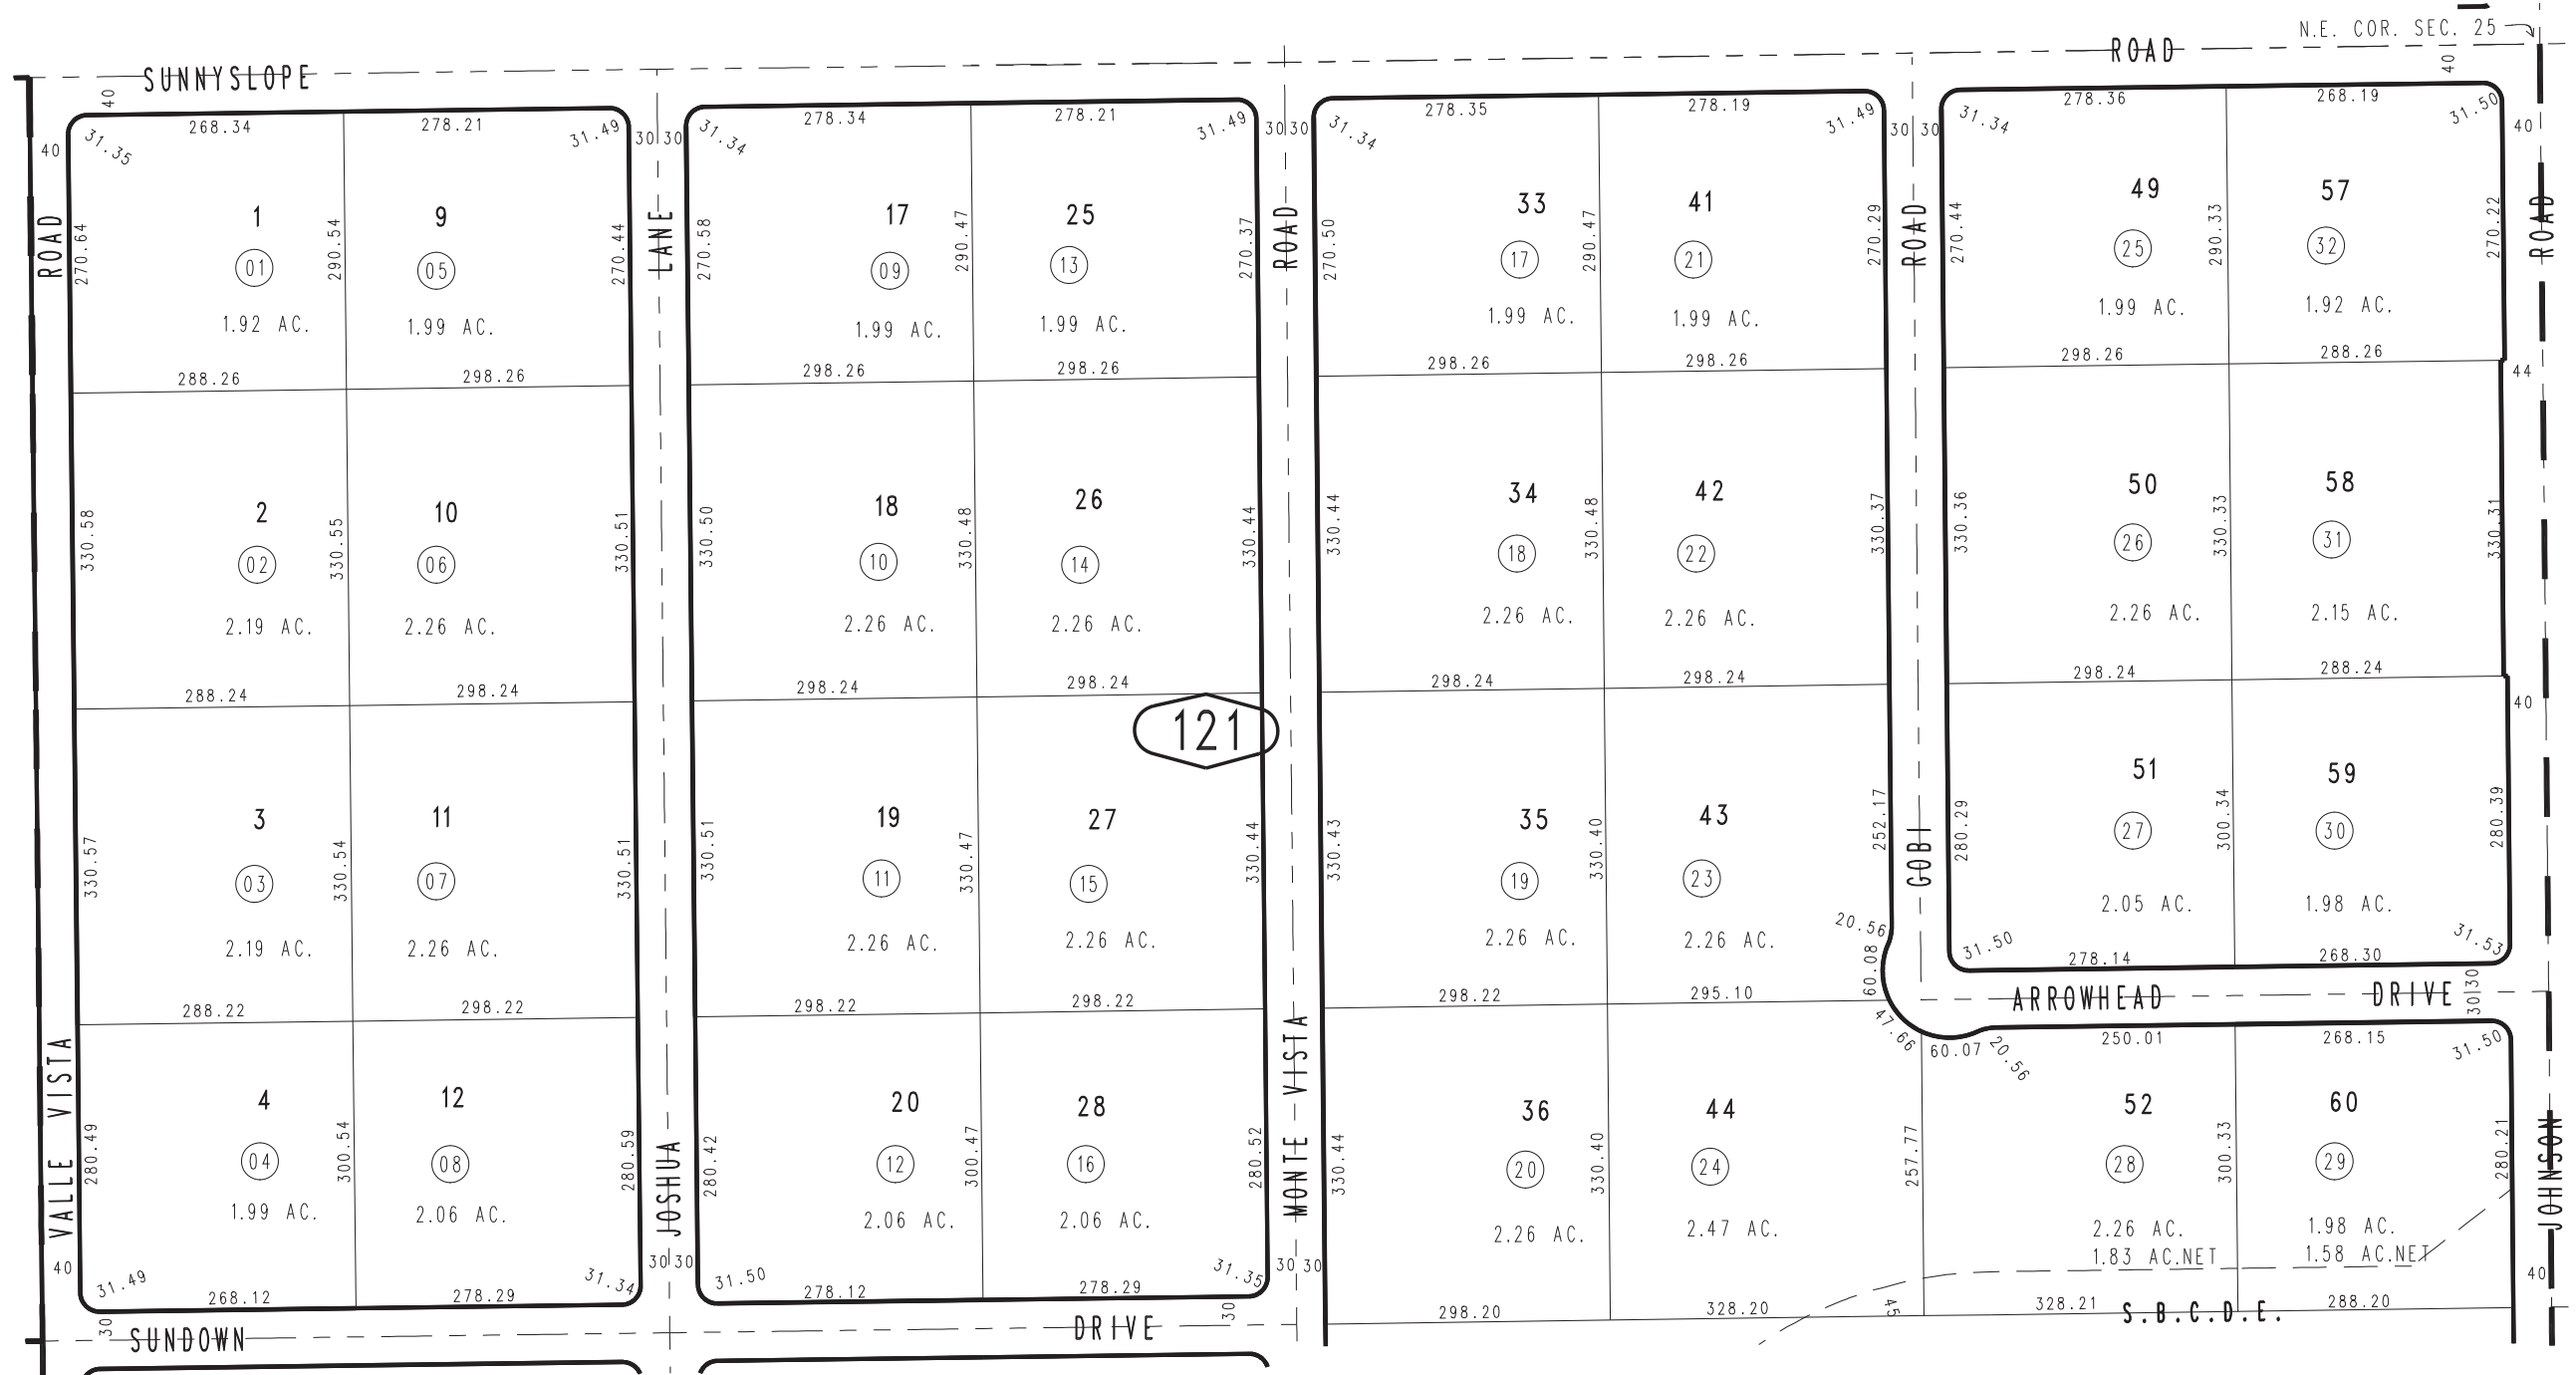 N.E. COR. SEC. 25
SUNNYSLOPE ROAD
40 40
268.34 278.21 278.34 278.21 278.35 278.19 278.36 268.19
31.35 31.49 31.34 31.49 31.34 31.49 31.34 31.50
40 30 30 30 30 30 30 40
ROAD LANE ROAD ROAD ROAD
1 9 17 25 33 41 49 57
270.64 290.54 270.44 270.58 290.47 270.37 270.50 290.47 270.29 270.44 290.33 270.22
01 05 09 13 17 21 25 32
1.92 AC. 1.99 AC. 1.99 AC. 1.99 AC. 1.99 AC. 1.99 AC. 1.99 AC. 1.92 AC.
288.26 298.26 298.26 298.26 298.26 298.26 298.26 288.26
44
2 10 18 26 34 42 50 58
330.58 330.55 330.51 330.50 330.48 330.44 330.44 330.48 330.37 330.36 330.33 330.31
02 06 10 14 18 22 26 31
2.19 AC. 2.26 AC. 2.26 AC. 2.26 AC. 2.26 AC. 2.26 AC. 2.26 AC. 2.15 AC.
288.24 298.24 298.24 298.24 298.24 298.24 298.24 288.24
40
121
3 11 19 27 35 43 51 59
330.57 330.54 330.51 330.51 330.47 330.44 330.43 330.40 252.17 280.29 300.34 280.39
GOBI
03 07 11 15 19 23 27 30
2.19 AC. 2.26 AC. 2.26 AC. 2.26 AC. 2.26 AC. 2.26 AC. 2.05 AC. 1.98 AC.
20.56 31.50 278.14 268.30 31.53
60.08
288.22 298.22 298.22 298.22 298.22 295.10
ARROWHEAD DRIVE
30 30
47.66 60.07 20.56 250.01 268.15 31.50
VALLE VISTA JOSHUA MONTE VISTA JOHNSON
4 12 20 28 36 44 52 60
280.49 300.54 280.59 280.42 300.47 280.52 330.44 330.40 257.77 300.33 280.21
04 08 12 16 20 24 28 29
1.99 AC. 2.06 AC. 2.06 AC. 2.06 AC. 2.26 AC. 2.47 AC. 2.26 AC. 1.98 AC.
1.83 AC.NET 1.58 AC.NET
40 30 30 30 30 40
31.49 31.34 31.50 31.35
268.12 278.29 278.12 278.29 298.20 328.20 45 328.21 288.20
S.B.C.D.E.
30 30
SUNDOWN DRIVE